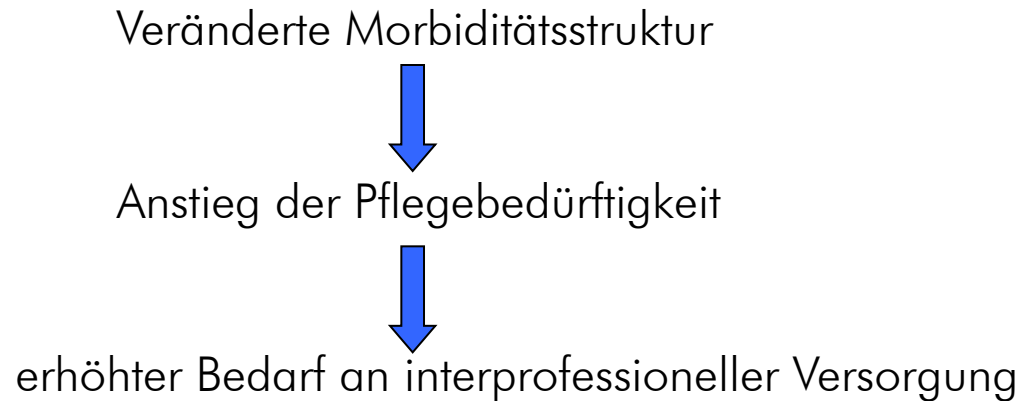 Veränderte Morbiditätsstruktur
Anstieg der Pflegebedürftigkeit
erhöhter Bedarf an interprofessioneller Versorgung